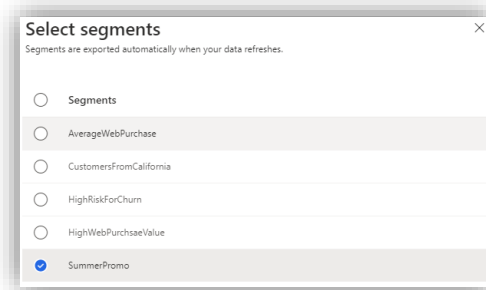 Select segments
Segments are exported automatically when your data refreshes.
Segments
AverageWebPurchase
CustomersFromCalifornia
HighRiskForChurn
HighWebPurchsaeValue
SummerPromo